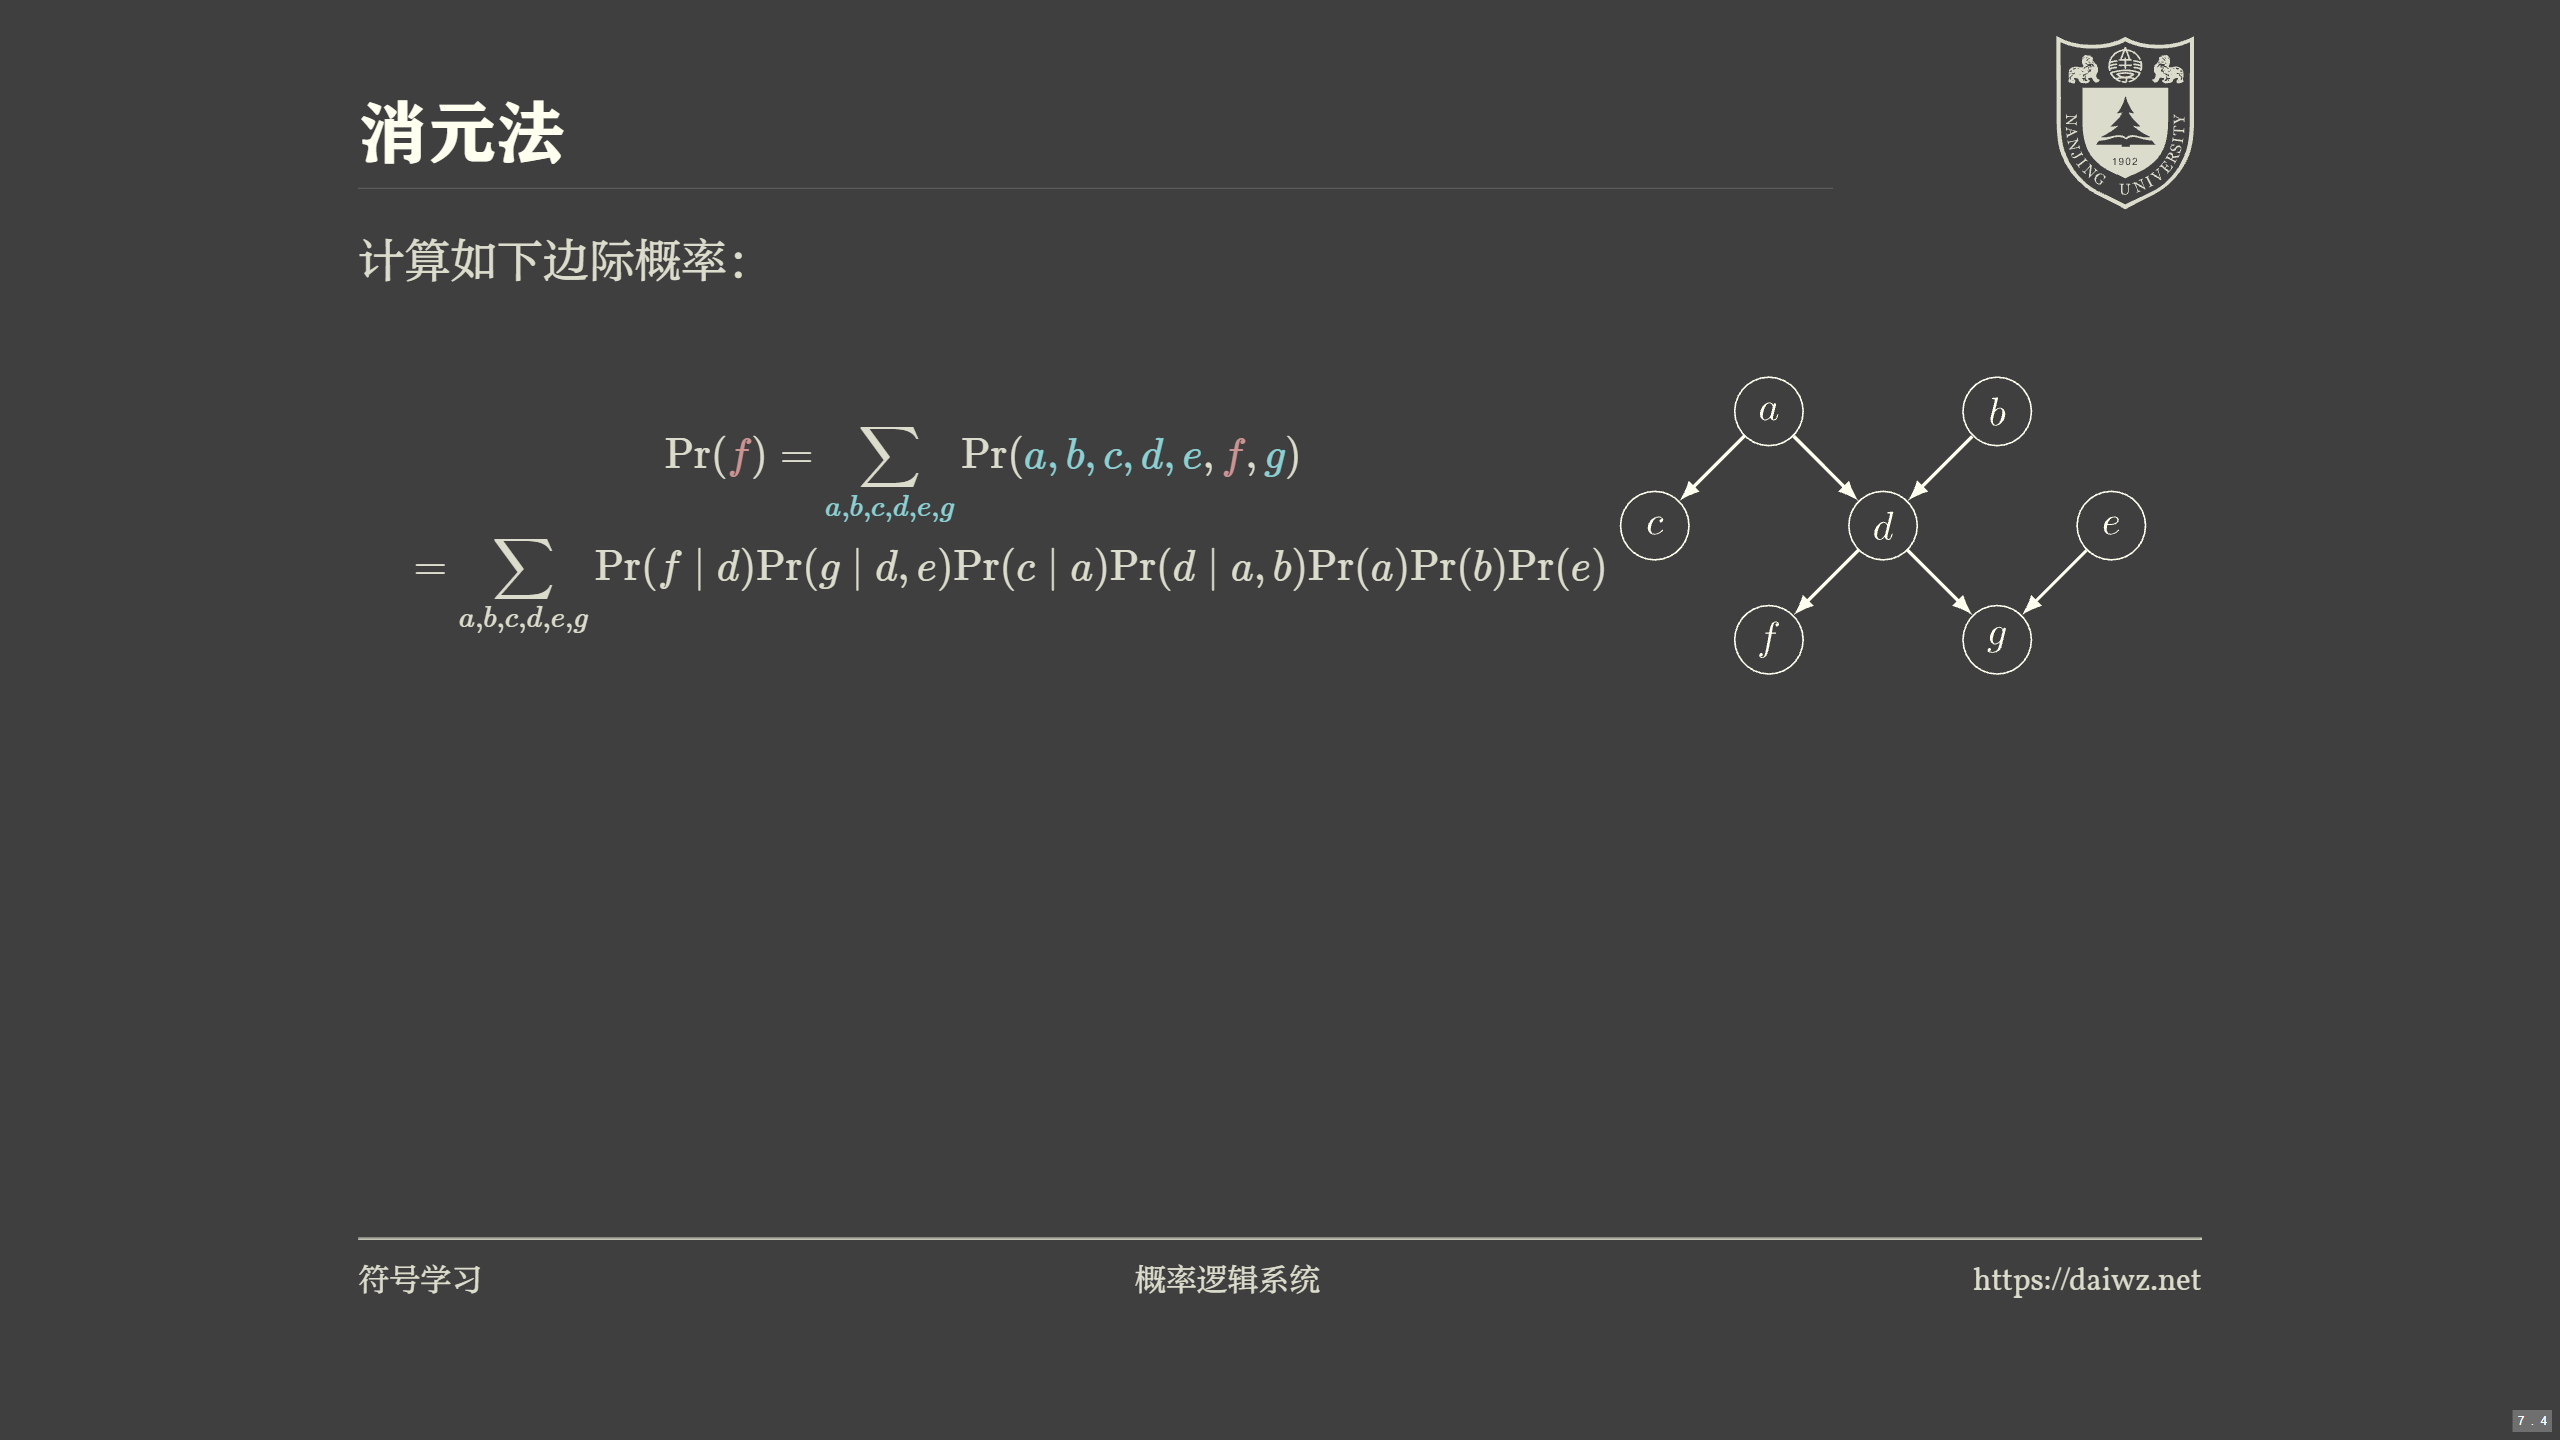 消元法
NANJING UNIVERSITY
1902
计算如下边际概率：
Pr(f) = ∑ Pr(a, b, c, d, e, f, g)
a,b,c,d,e,g
= ∑ Pr(f | d)Pr(g | d, e)Pr(c | a)Pr(d | a, b)Pr(a)Pr(b)Pr(e)
a,b,c,d,e,g
a
b
c
d
e
f
g
符号学习
概率逻辑系统
https://daiwz.net
7 . 4